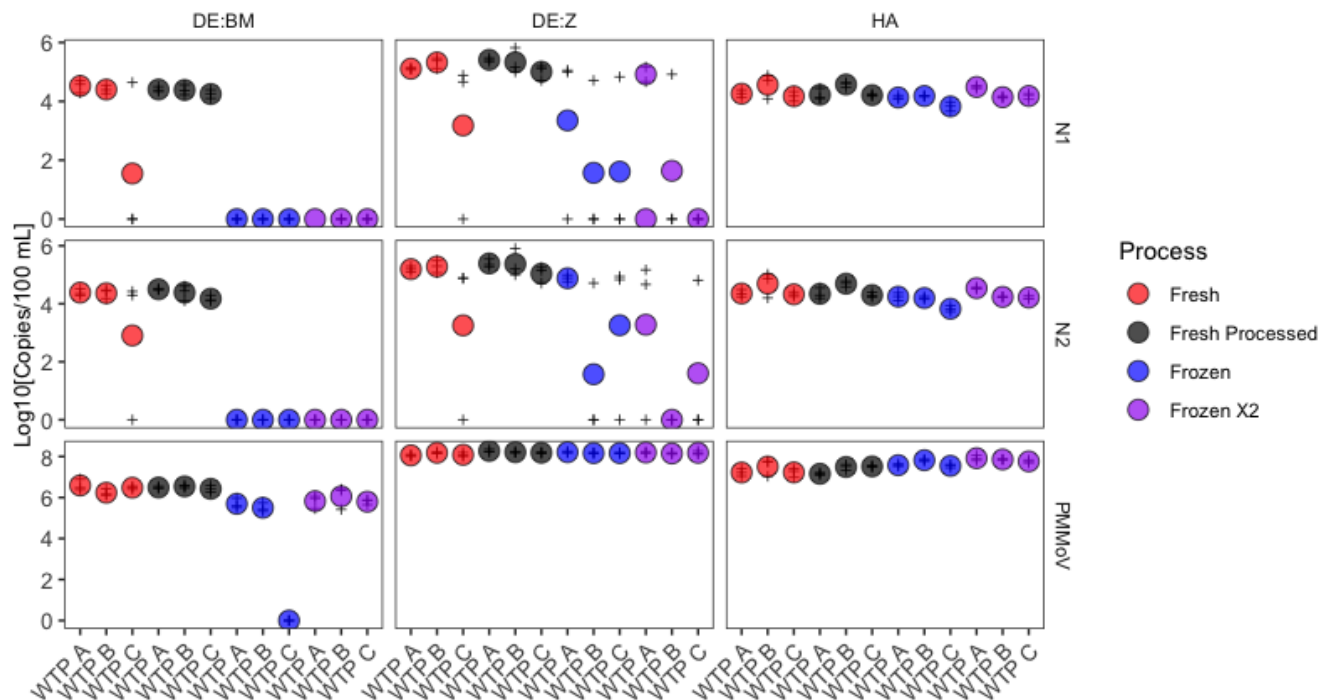 DE:BM DE:Z HA
Log10[Copies/100 mL]
6
4
2
0
N1
6
4
2
0
N2
8
6
4
2
0
PMMoV
WTP A WTP B WTP C WTP A WTP B WTP C WTP A WTP B WTP C WTP A WTP B WTP C WTP A WTP B WTP C WTP A WTP B WTP C WTP A WTP B WTP C WTP A WTP B WTP C WTP A WTP B WTP C WTP A WTP B WTP C WTP A WTP B WTP C WTP A WTP B WTP C
Process
Fresh
Fresh Processed
Frozen
Frozen X2